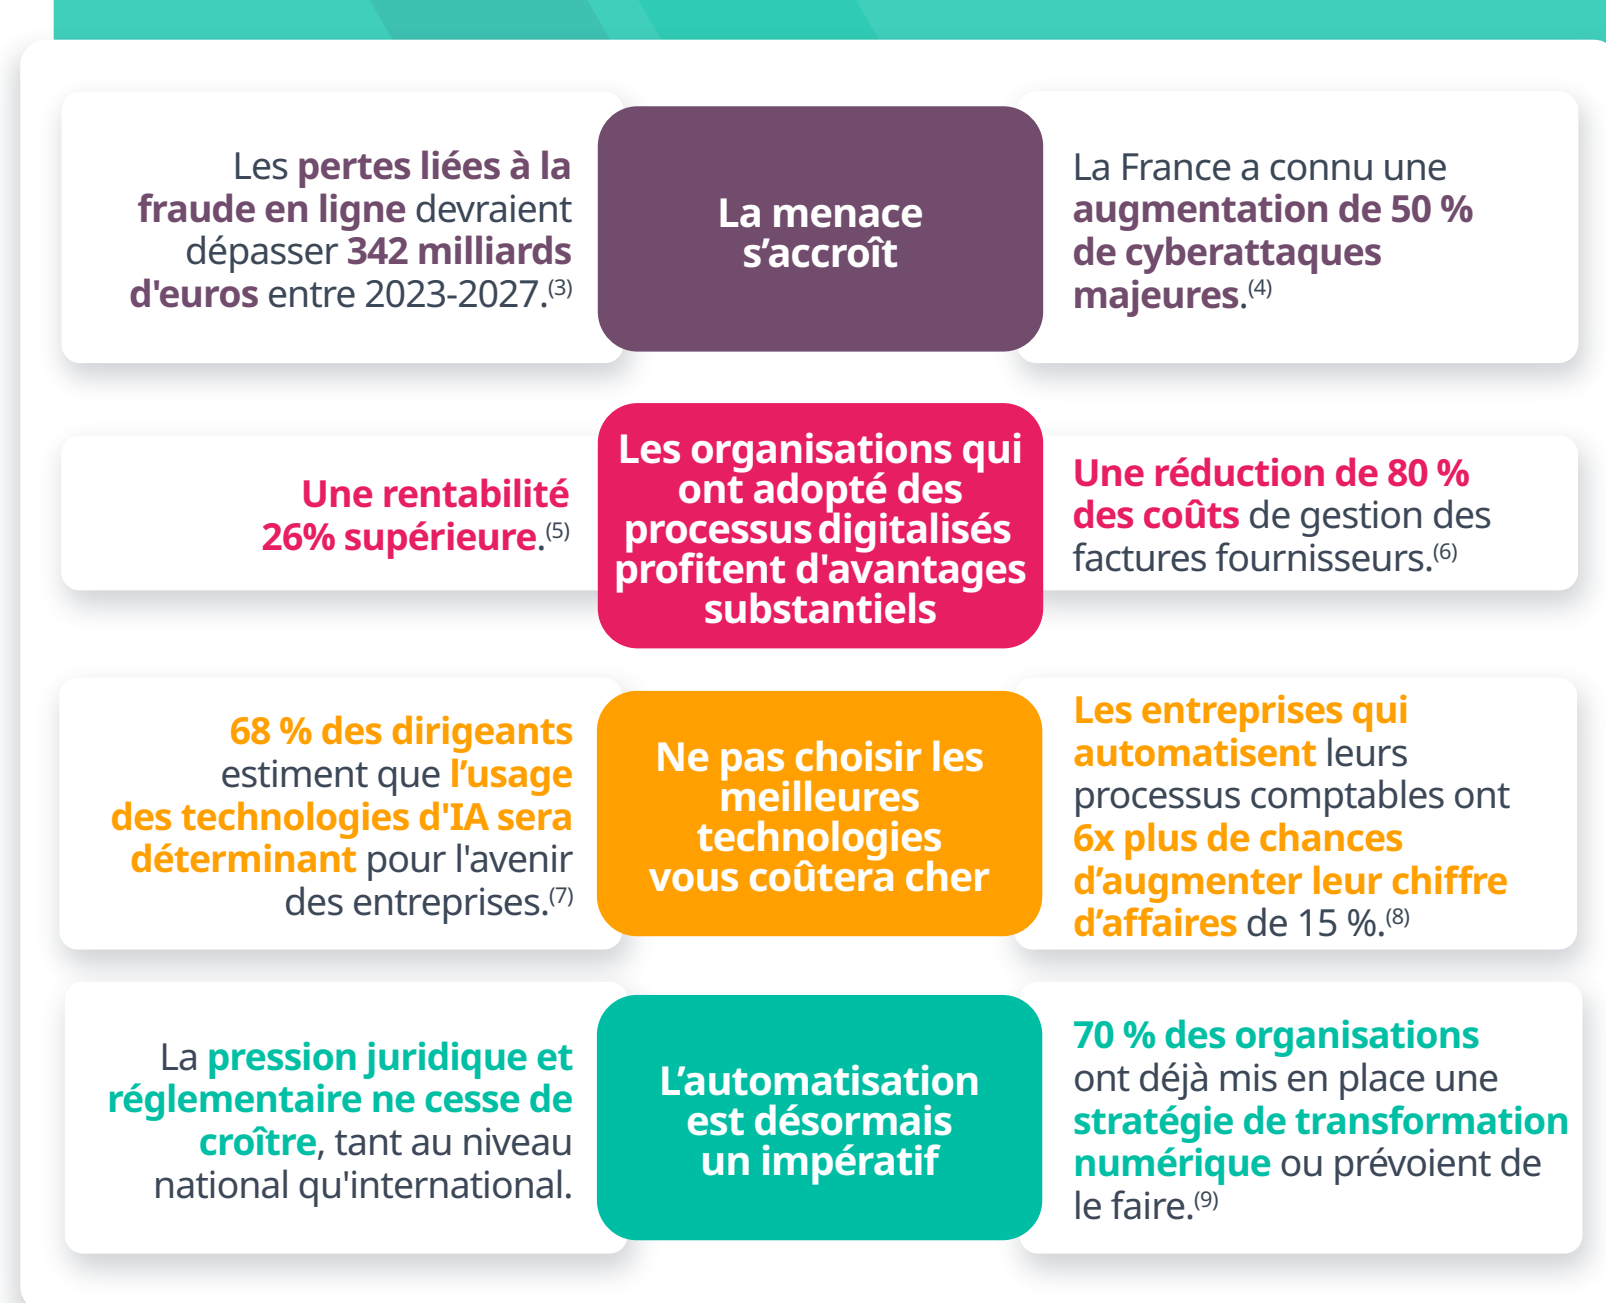 Les pertes liées à la
fraude en ligne devraient
dépasser 342 milliards
d'euros entre 2023-2027.(3)
La menace
s’accroît
La France a connu une
augmentation de 50 %
de cyberattaques
majeures.(4)
Une rentabilité
26% supérieure.(5)
Les organisations qui
ont adopté des
processus digitalisés
profitent d'avantages
substantiels
Une réduction de 80 %
des coûts de gestion des
factures fournisseurs.(6)
68 % des dirigeants
estiment que l’usage
des technologies d'IA sera
déterminant pour l'avenir
des entreprises.(7)
Ne pas choisir les
meilleures
technologies
vous coûtera cher
Les entreprises qui
automatisent leurs
processus comptables ont
6x plus de chances
d’augmenter leur chiffre
d’affaires de 15 %.(8)
La pression juridique et
réglementaire ne cesse de
croître, tant au niveau
national qu'international.
L’automatisation
est désormais
un impératif
70 % des organisations
ont déjà mis en place une
stratégie de transformation
numérique ou prévoient de
le faire.(9)